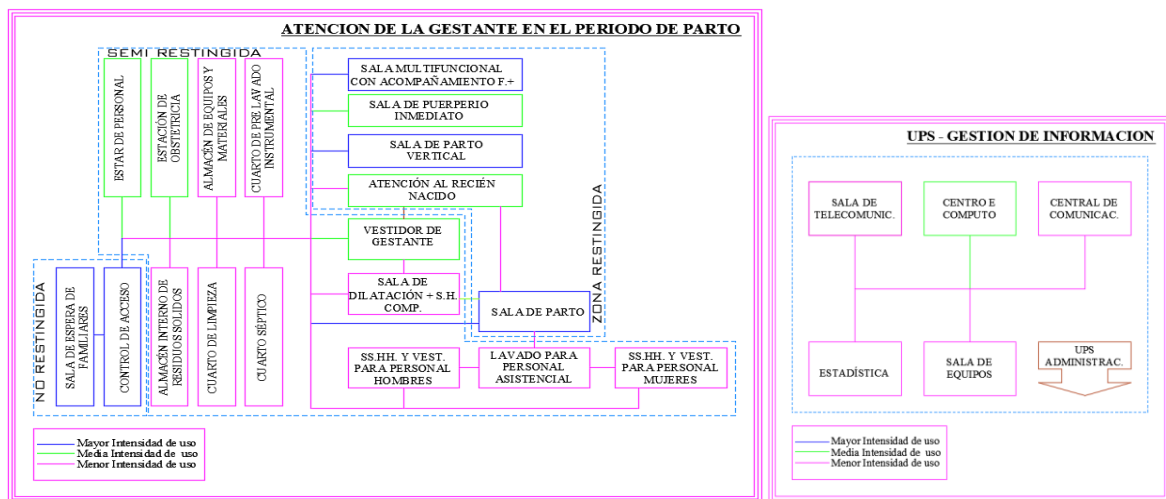 ATENCION DE LA GESTANTE EN EL PERIODO DE PARTO
SEMI RESTINGIDA
ESTAR DE PERSONAL
ESTACIÓN DE
OBSTETRICIA
ALMACÉN DE EQUIPOS Y
MATERIALES
CUARTO DE PRE LAVADO
INSTRUMENTAL
SALA MULTIFUNCIONAL
CON ACOMPAÑAMIENTO F.+
SALA DE PUERPERIO
INMEDIATO
SALA DE PARTO
VERTICAL
ATENCIÓN AL RECIÉN
NACIDO
VESTIDOR DE
GESTANTE
SALA DE
DILATACIÓN + S.H.
COMP.
SALA DE PARTO
ZONA RESTINGIDA
NO RESTINGIDA
SALA DE ESPERA DE
FAMILIARES
CONTROL DE ACCESO
ALMACÉN INTERNO DE
RESIDUOS SOLIDOS
CUARTO DE LIMPIEZA
CUARTO SÉPTICO
SS.HH. Y VEST.
PARA PERSONAL
HOMBRES
LAVADO PARA
PERSONAL
ASISTENCIAL
SS.HH. Y VEST.
PARA PERSONAL
MUJERES
Mayor Intensidad de uso
Media Intensidad de uso
Menor Intensidad de uso
UPS - GESTION DE INFORMACION
SALA DE
TELECOMUNIC.
CENTRO E
COMPUTO
CENTRAL DE
COMUNICAC.
ESTADÍSTICA
SALA DE
EQUIPOS
UPS
ADMINISTRAC.
Mayor Intensidad de uso
Media Intensidad de uso
Menor Intensidad de uso